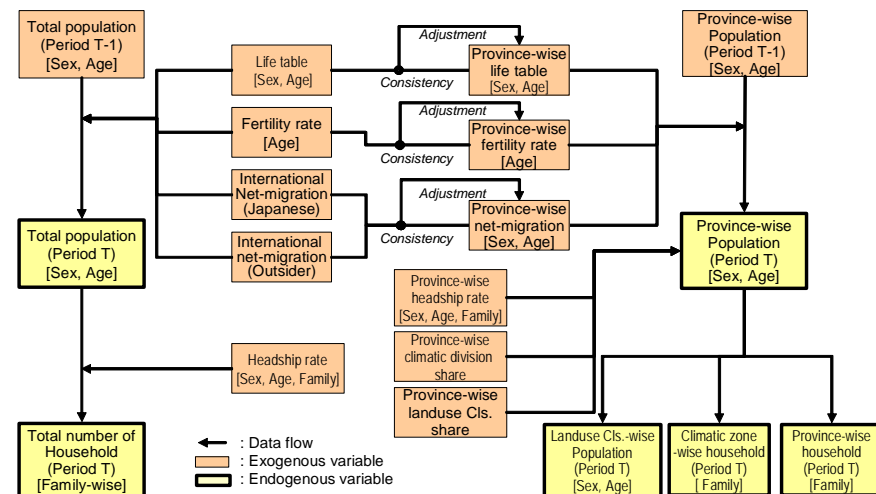 Total population
(Period T-1)
[Sex, Age]
Life table
[Sex, Age]
Adjustment
Consistency
Province-wise
life table
[Sex, Age]
Province-wise
Population
(Period T-1)
[Sex, Age]
Fertility rate
[Age]
Adjustment
Consistency
Province-wise
fertility rate
[Age]
International
Net-migration
(Japanese)
International
net-migration
(Outsider)
Adjustment
Consistency
Province-wise
net-migration
[Sex, Age]
Total population
(Period T)
[Sex, Age]
Province-wise
Population
(Period T)
[Sex, Age]
Province-wise
headship rate
[Sex, Age, Family]
Province-wise
climatic division
share
Province-wise
landuse Cls.
share
Headship rate
[Sex, Age, Family]
Total number of
Household
(Period T)
[Family-wise]
: Data flow
: Exogenous variable
: Endogenous variable
Landuse Cls.-wise
Population
(Period T)
[Sex, Age]
Climatic zone
-wise household
(Period T)
[ Family]
Province-wise
household
(Period T)
[Family]